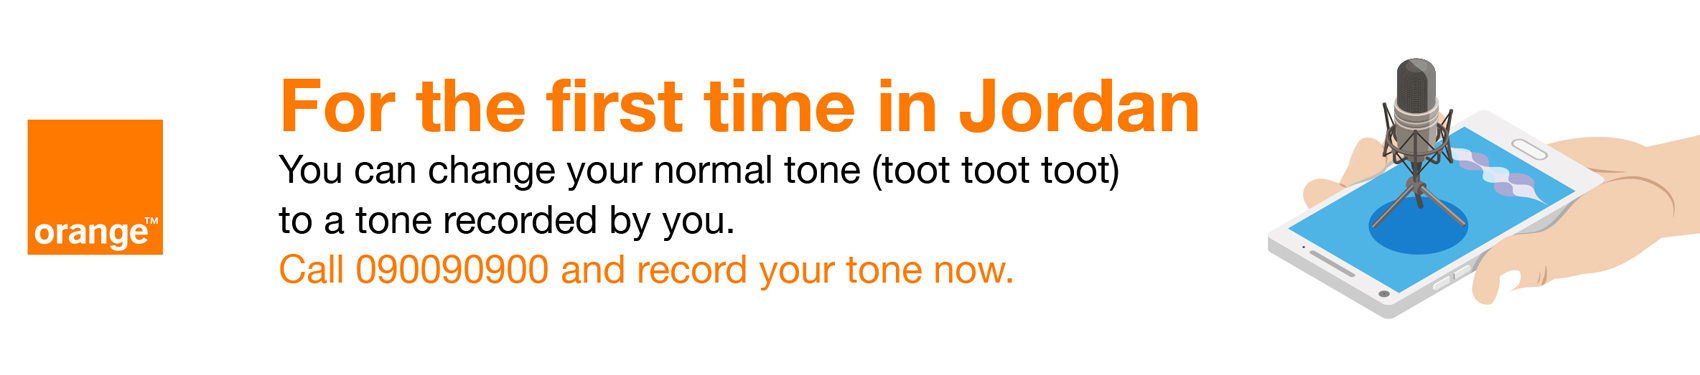 orange™
For the first time in Jordan
You can change your normal tone (toot toot toot)
to a tone recorded by you.
Call 090090900 and record your tone now.